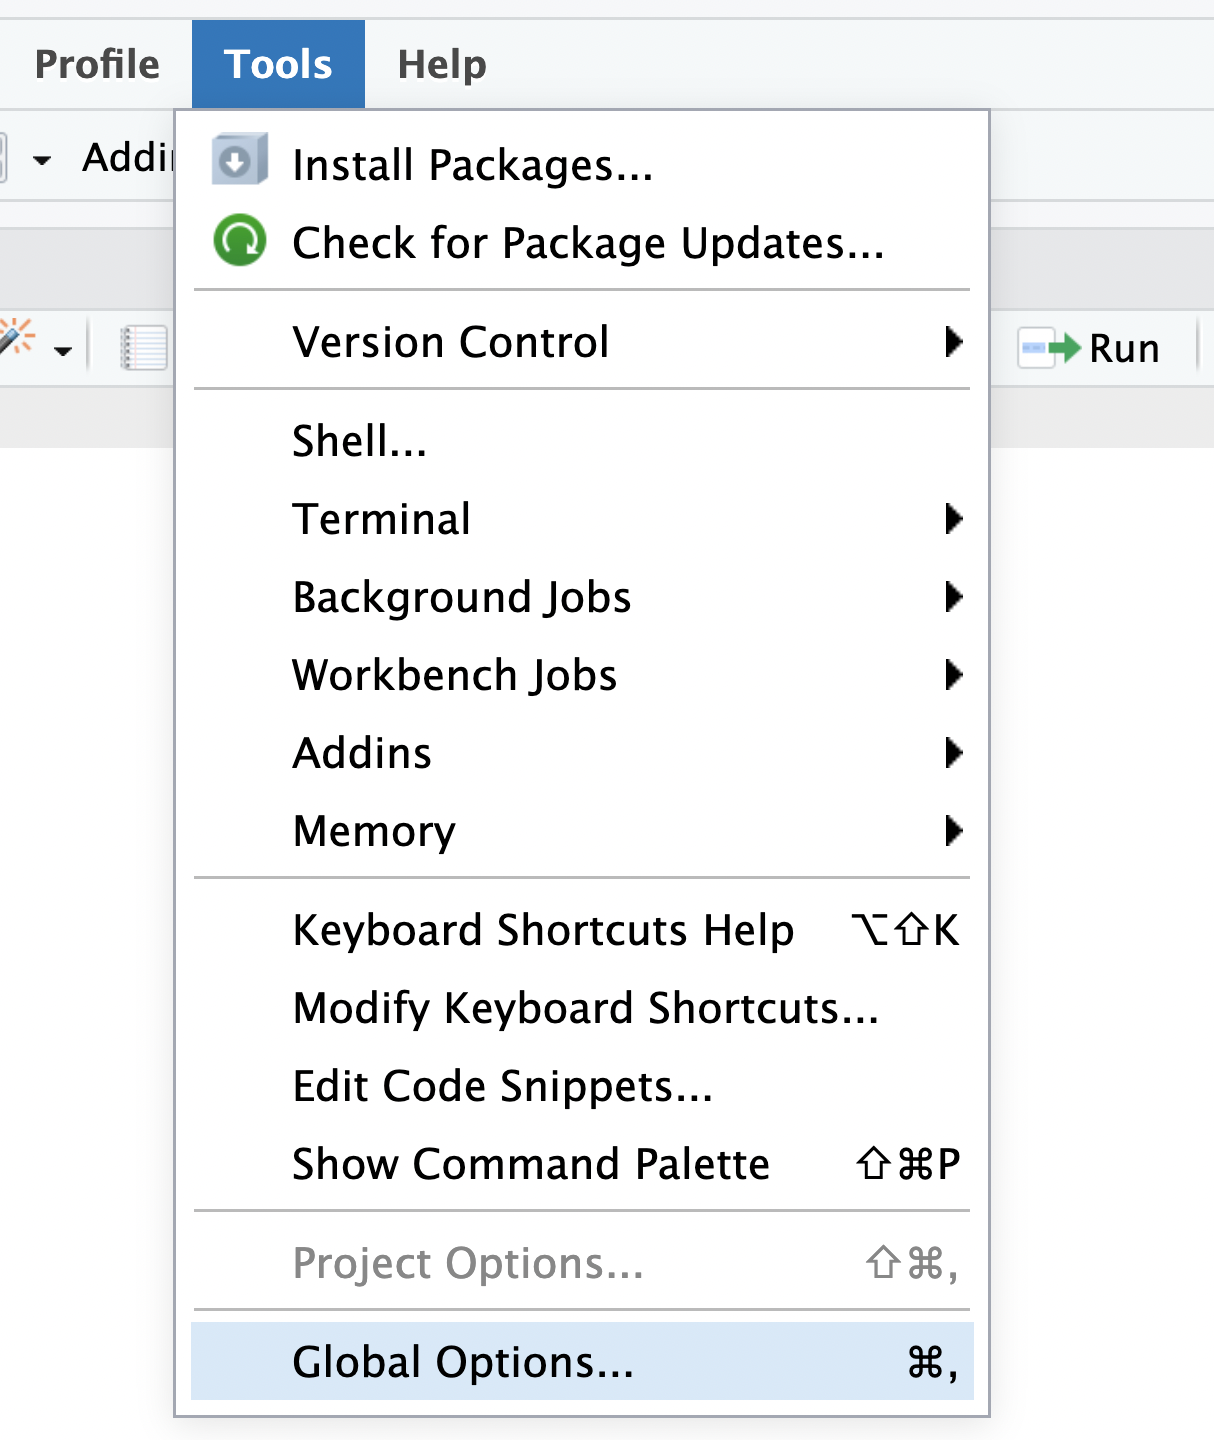 Profile Tools Help
Addi
Install Packages...
Check for Package Updates...
Version Control
Run
Shell...
Terminal
Background Jobs
Workbench Jobs
Addins
Memory
Keyboard Shortcuts Help ⌥⇧K
Modify Keyboard Shortcuts...
Edit Code Snippets...
Show Command Palette ⇧⌘P
Project Options... ⇧⌘,
Global Options... ⌘,